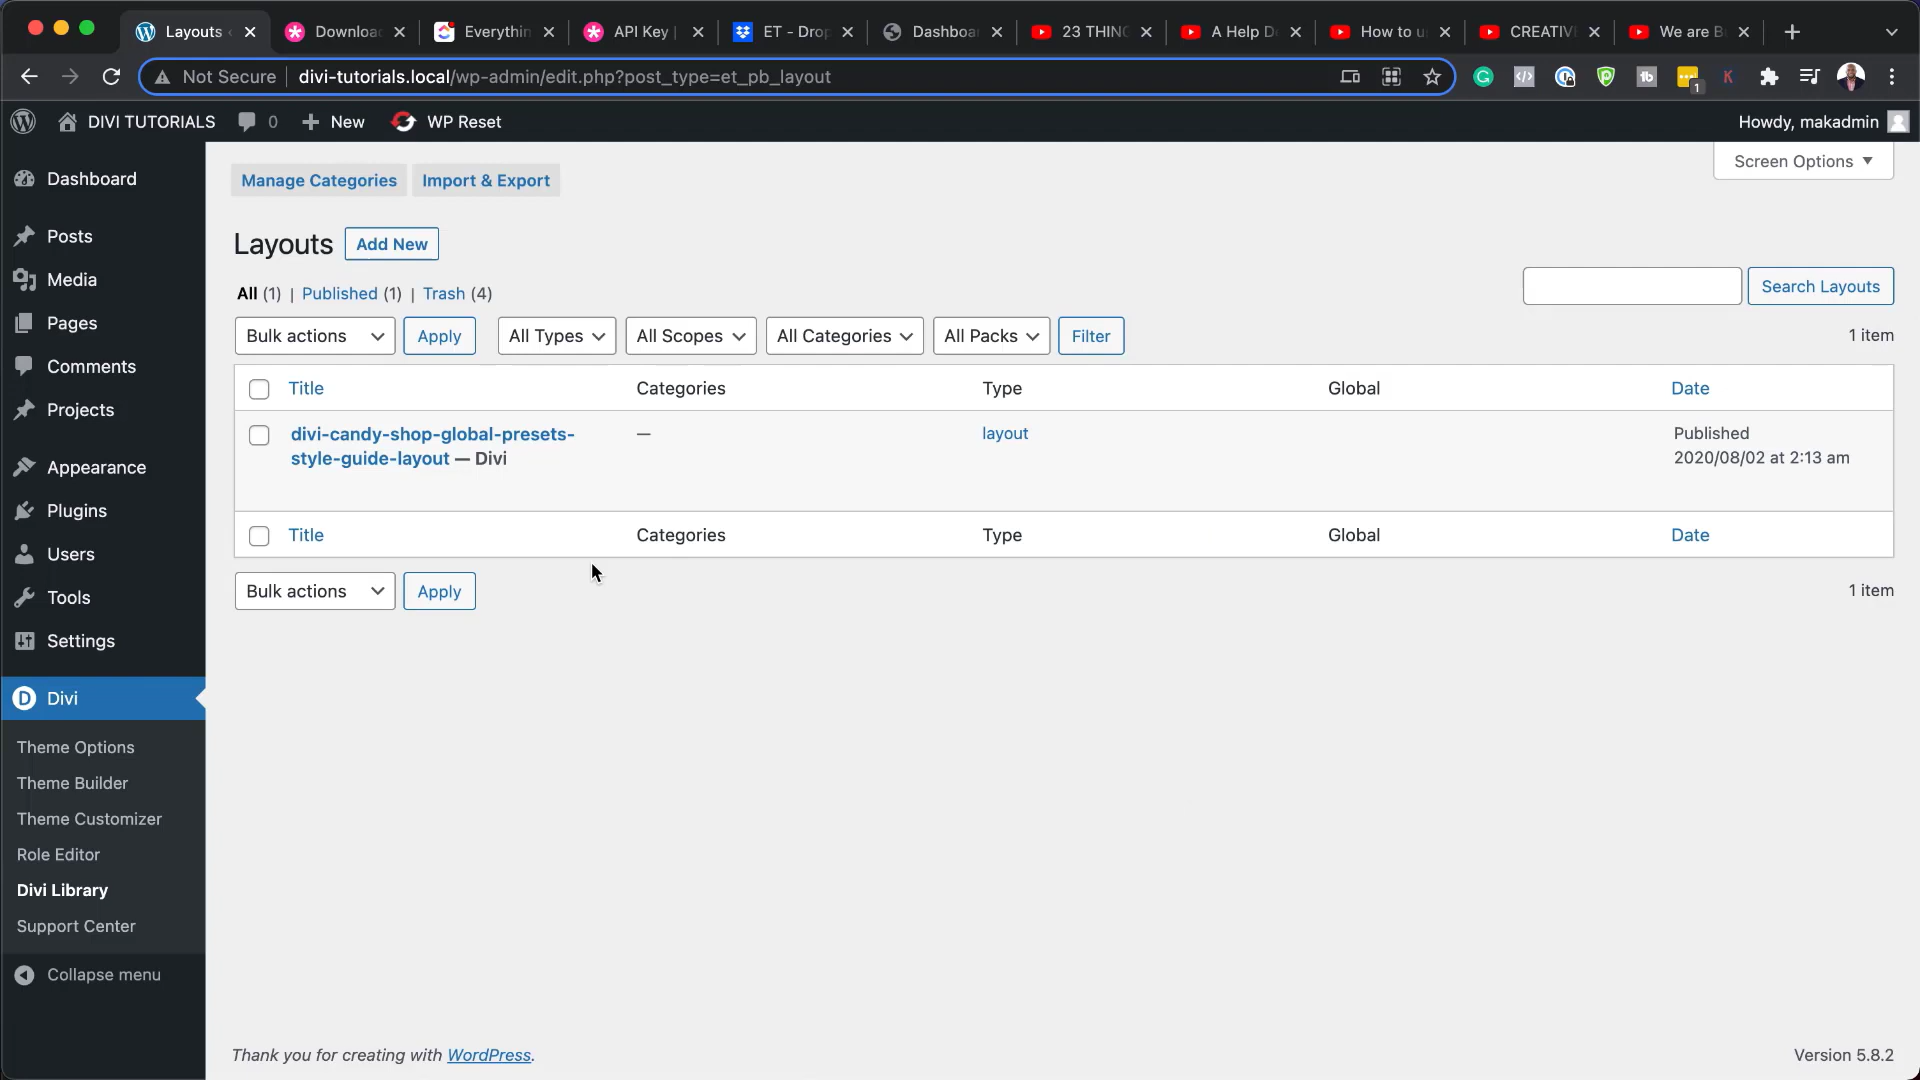 Layouts
Downloa
Everythin
API Key
ET - Drop
Dashboa
23 THING
A Help D
How to u
CREATIV
We are B
Not Secure
divi-tutorials.local/wp-admin/edit.php?post_type=et_pb_layout
1
DIVI TUTORIALS
0
New
WP Reset
Howdy, makadmin
Dashboard
Posts
Media
Pages
Comments
Projects
Appearance
Plugins
Users
Tools
Settings
Divi
Theme Options
Theme Builder
Theme Customizer
Role Editor
Divi Library
Support Center
Collapse menu
Manage Categories
Import & Export
Screen Options
Layouts
Add New
All (1) | Published (1) | Trash (4)
Search Layouts
Bulk actions
Apply
All Types
All Scopes
All Categories
All Packs
Filter
1 item
Title
Categories
Type
Global
Date
divi-candy-shop-global-presets-
style-guide-layout — Divi
—
layout
Published
2020/08/02 at 2:13 am
Title
Categories
Type
Global
Date
Bulk actions
Apply
1 item
Thank you for creating with WordPress.
Version 5.8.2